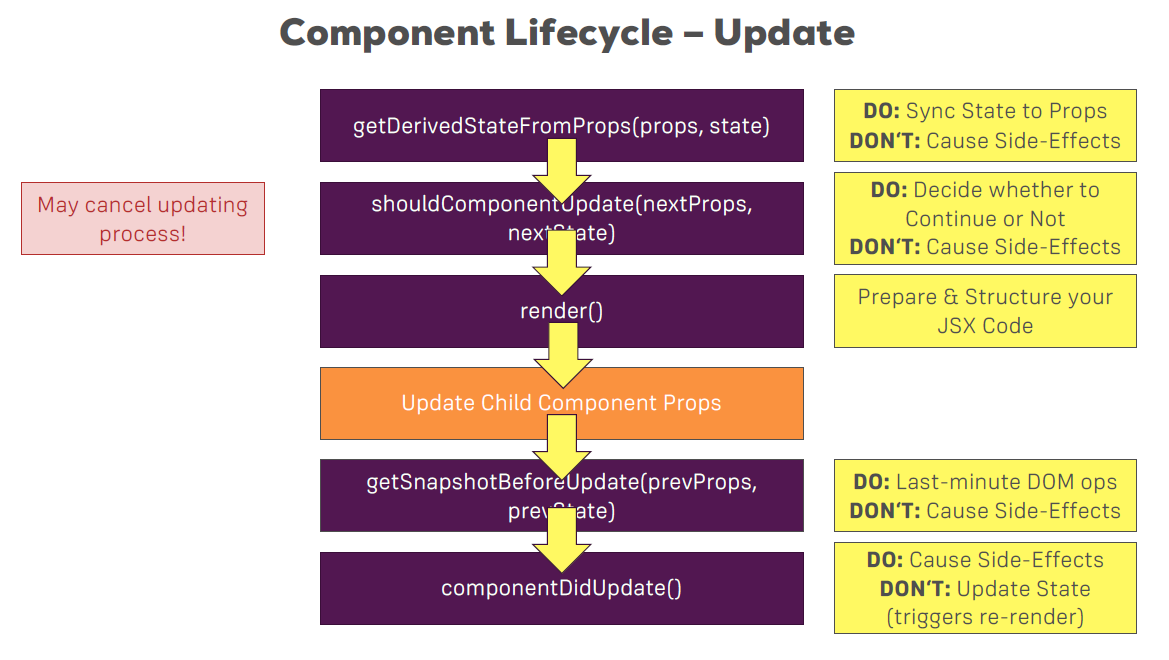 Component Lifecycle – Update
getDerivedStateFromProps(props, state)
DO: Sync State to Props
DON‘T: Cause Side-Effects
May cancel updating
process!
shouldComponentUpdate(nextProps,
nextState)
DO: Decide whether to
Continue or Not
DON‘T: Cause Side-Effects
render()
Prepare & Structure your
JSX Code
Update Child Component Props
getSnapshotBeforeUpdate(prevProps,
prevState)
DO: Last-minute DOM ops
DON‘T: Cause Side-Effects
componentDidUpdate()
DO: Cause Side-Effects
DON‘T: Update State
(triggers re-render)